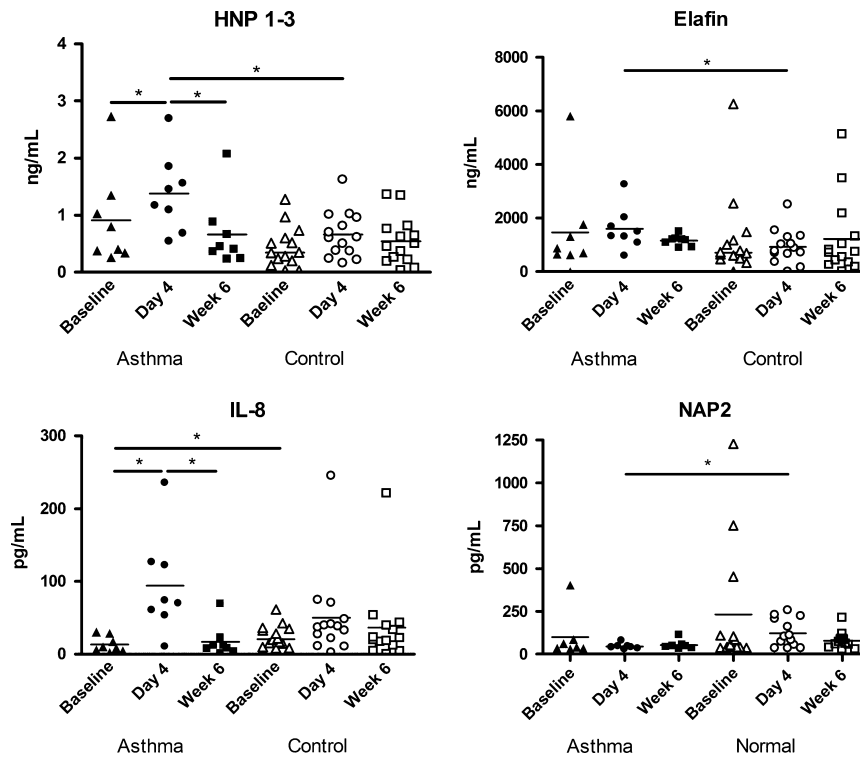 HNP 1-3
4
3
2
1
0
ng/mL
*
*
*
Baseline
Day 4
Week 6
Baeline
Day 4
Week 6
Asthma
Control
Elafin
8000
6000
4000
2000
0
ng/mL
*
Baseline
Day 4
Week 6
Baseline
Day 4
Week 6
Asthma
Control
IL-8
300
200
100
0
pg/mL
*
*
*
Baseline
Day 4
Week 6
Baseline
Day 4
Week 6
Asthma
Control
NAP2
1250
1000
750
500
250
0
pg/mL
*
Baseline
Day 4
Week 6
Baseline
Day 4
Week 6
Asthma
Normal